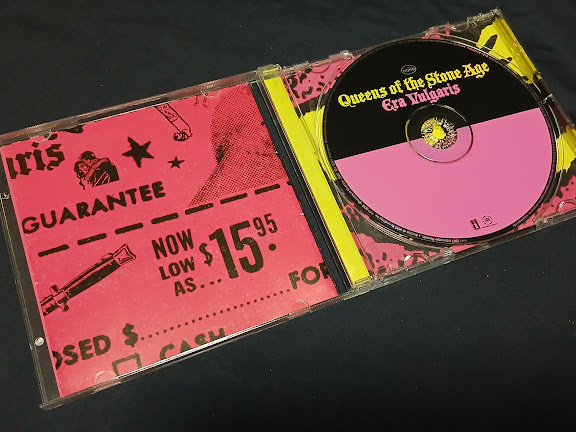 aris
GUARANTEE
NOW
LOW
AS...
$15.95
FOR
OSED $
CASH
Queens of the Stone Age
Era Vulgaris